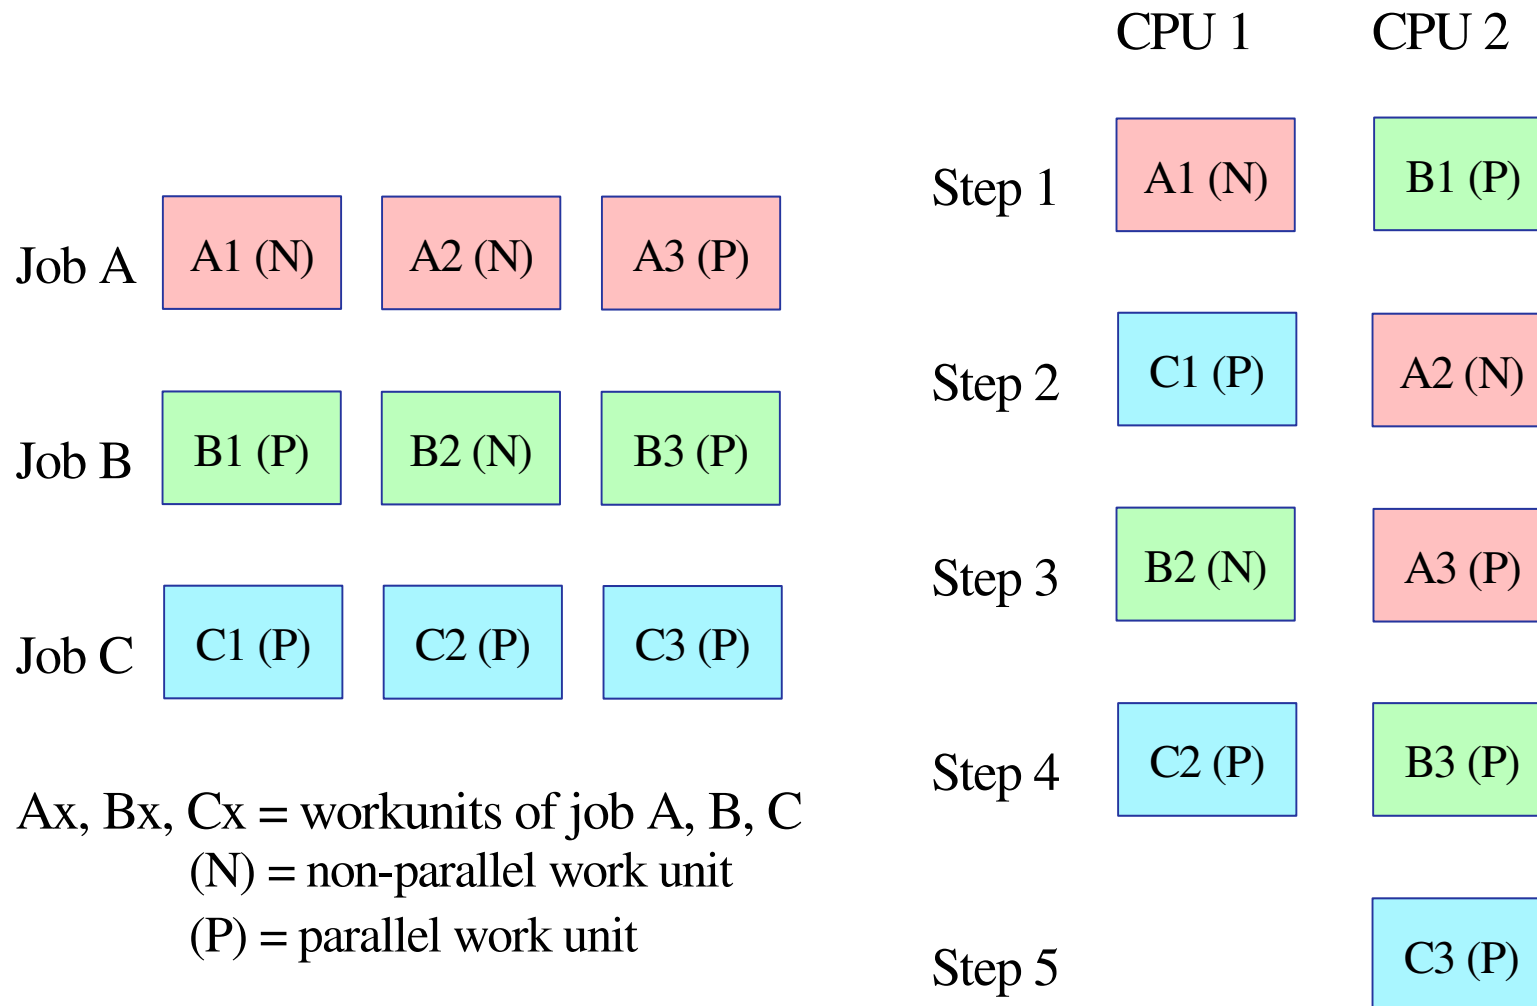 CPU 1 CPU 2
Job A A1 (N) A2 (N) A3 (P)
Job B B1 (P) B2 (N) B3 (P)
Job C C1 (P) C2 (P) C3 (P)
Ax, Bx, Cx = workunits of job A, B, C
(N) = non-parallel work unit
(P) = parallel work unit
Step 1 A1 (N) B1 (P)
Step 2 C1 (P) A2 (N)
Step 3 B2 (N) A3 (P)
Step 4 C2 (P) B3 (P)
Step 5 C3 (P)